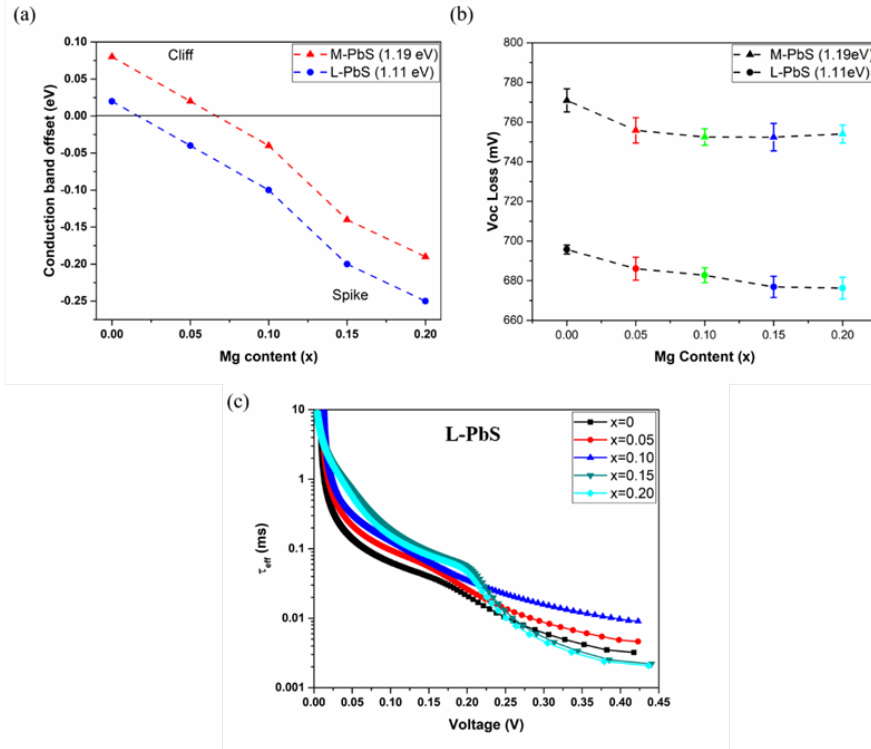 (a)
Cliff
M-PbS (1.19 eV)
L-PbS (1.11 eV)
0.10
0.05
0.00
-0.05
-0.10
-0.15
-0.20
-0.25
Conduction band offset (eV)
Spike
0.00 0.05 0.10 0.15 0.20
Mg content (x)
(b)
M-PbS (1.19eV)
L-PbS (1.11eV)
800
780
760
740
720
700
680
660
Voc Loss (mV)
0.00 0.05 0.10 0.15 0.20
Mg Content (x)
(c)
L-PbS
x=0
x=0.05
x=0.10
x=0.15
x=0.20
10
1
0.1
0.01
0.001
τeff (ms)
0.00 0.05 0.10 0.15 0.20 0.25 0.30 0.35 0.40 0.45
Voltage (V)